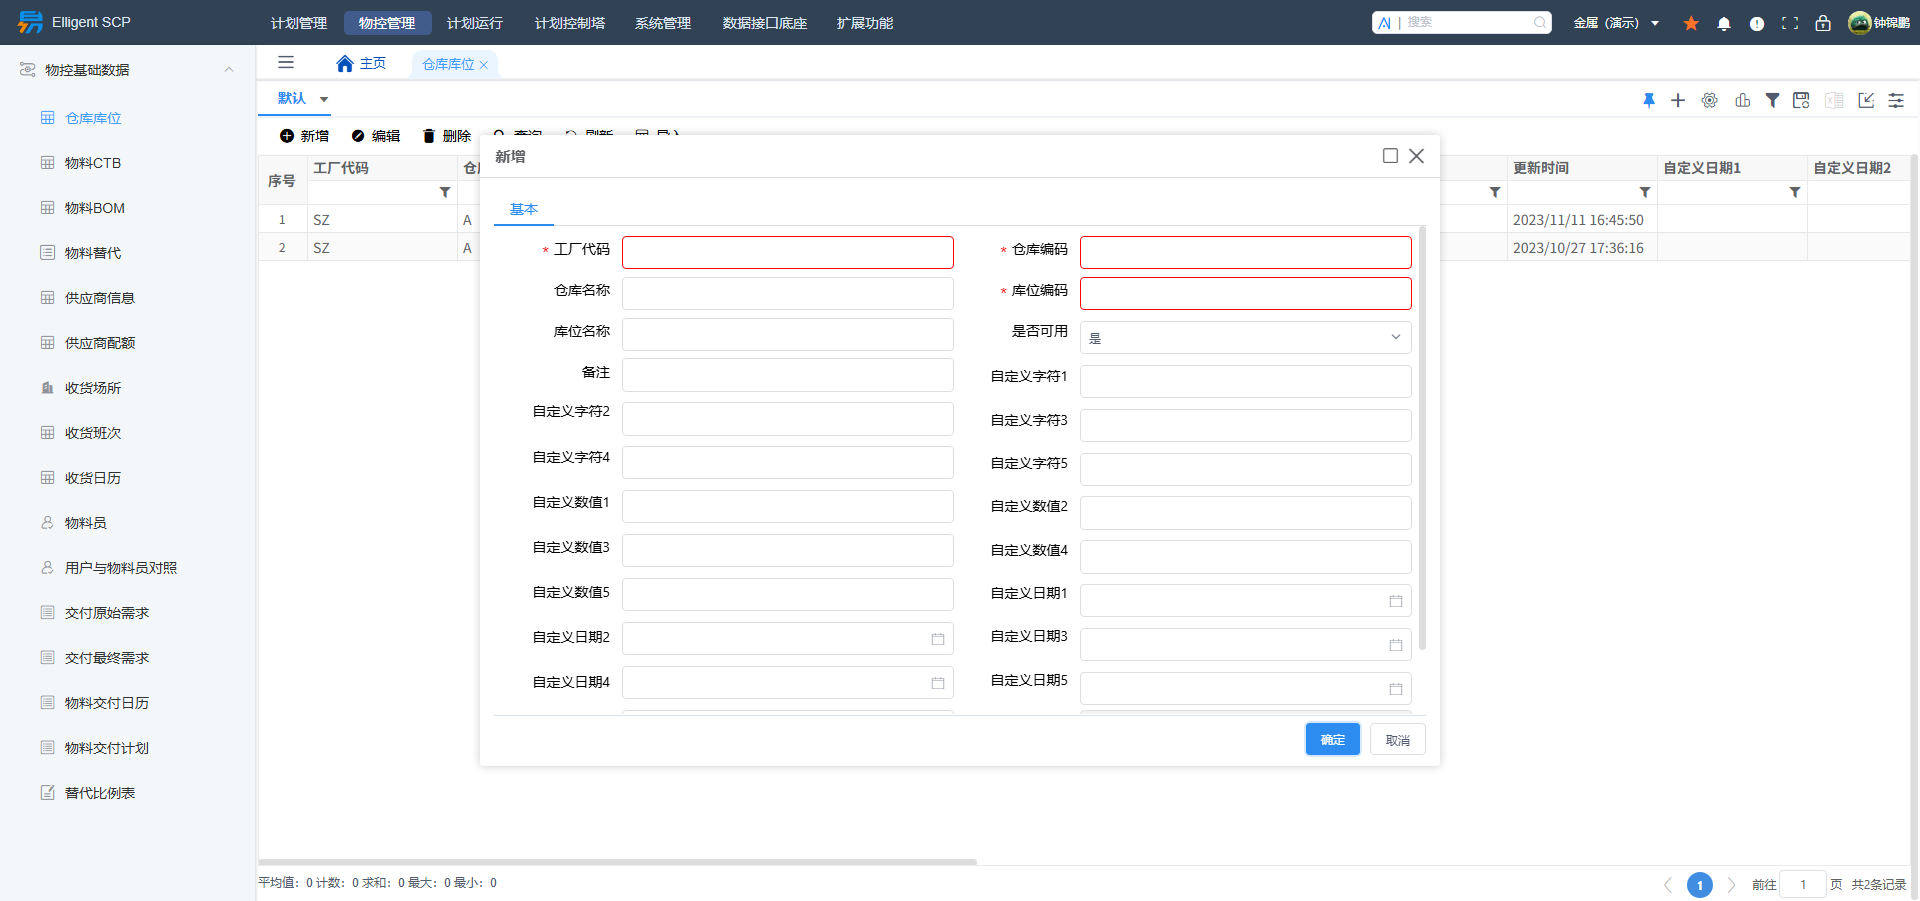 Elligent SCP
计划管理
物控管理
计划运行
计划控制塔
系统管理
数据接口底座
扩展功能
搜索
金属（演示）
钟锦鹏
物控基础数据
仓库库位
物料CTB
物料BOM
物料替代
供应商信息
供应商配额
收货场所
收货班次
收货日历
物料员
用户与物料员对照
交付原始需求
交付最终需求
物料交付日历
物料交付计划
替代比例表
主页
仓库库位
默认
新增
编辑
删除
序号
工厂代码
更新时间
自定义日期1
自定义日期2
1
SZ
A
2023/11/11 16:45:50
2
SZ
A
2023/10/27 17:36:16
新增
基本
* 工厂代码
* 仓库编码
仓库名称
* 库位编码
库位名称
是否可用
是
备注
自定义字符1
自定义字符2
自定义字符3
自定义字符4
自定义字符5
自定义数值1
自定义数值2
自定义数值3
自定义数值4
自定义数值5
自定义日期1
自定义日期2
自定义日期3
自定义日期4
自定义日期5
确定
取消
平均值：0 计数：0 求和：0 最大：0 最小：0
1
前往 1 页 共2条记录